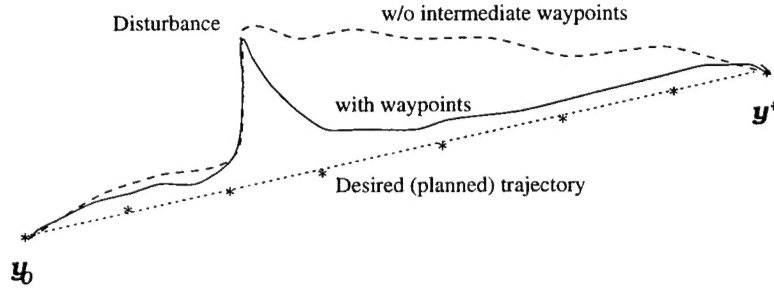 w/o intermediate waypoints
Disturbance
with waypoints
y*
Desired (planned) trajectory
y0